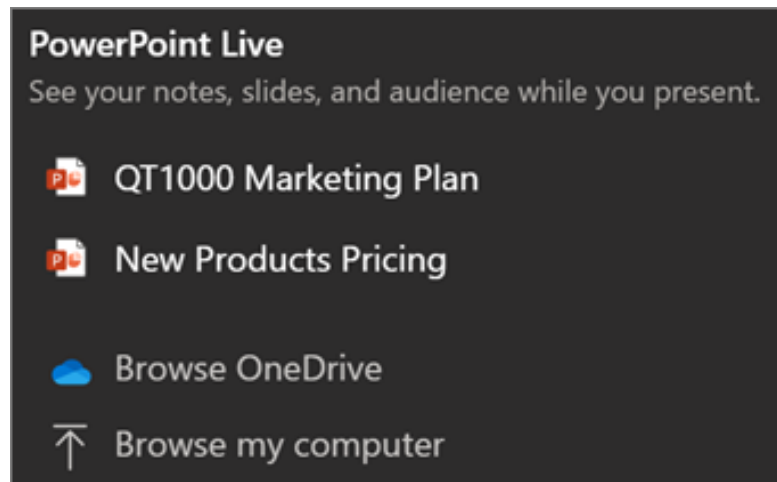 PowerPoint Live
See your notes, slides, and audience while you present.
QT1000 Marketing Plan
New Products Pricing
Browse OneDrive
Browse my computer